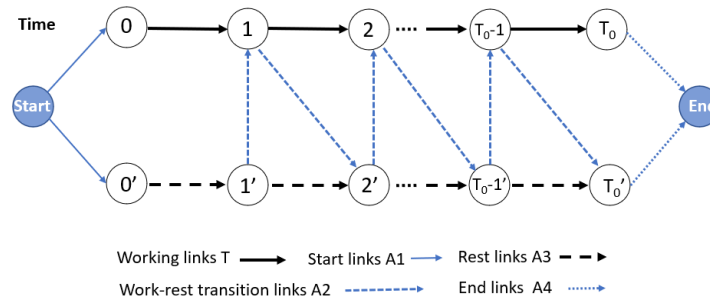 Time 0 1 2 .... T₀-1 T₀
Start End
0′ 1′ 2′ .... T₀-1′ T₀′
Working links T Start links A1 Rest links A3
Work-rest transition links A2 End links A4